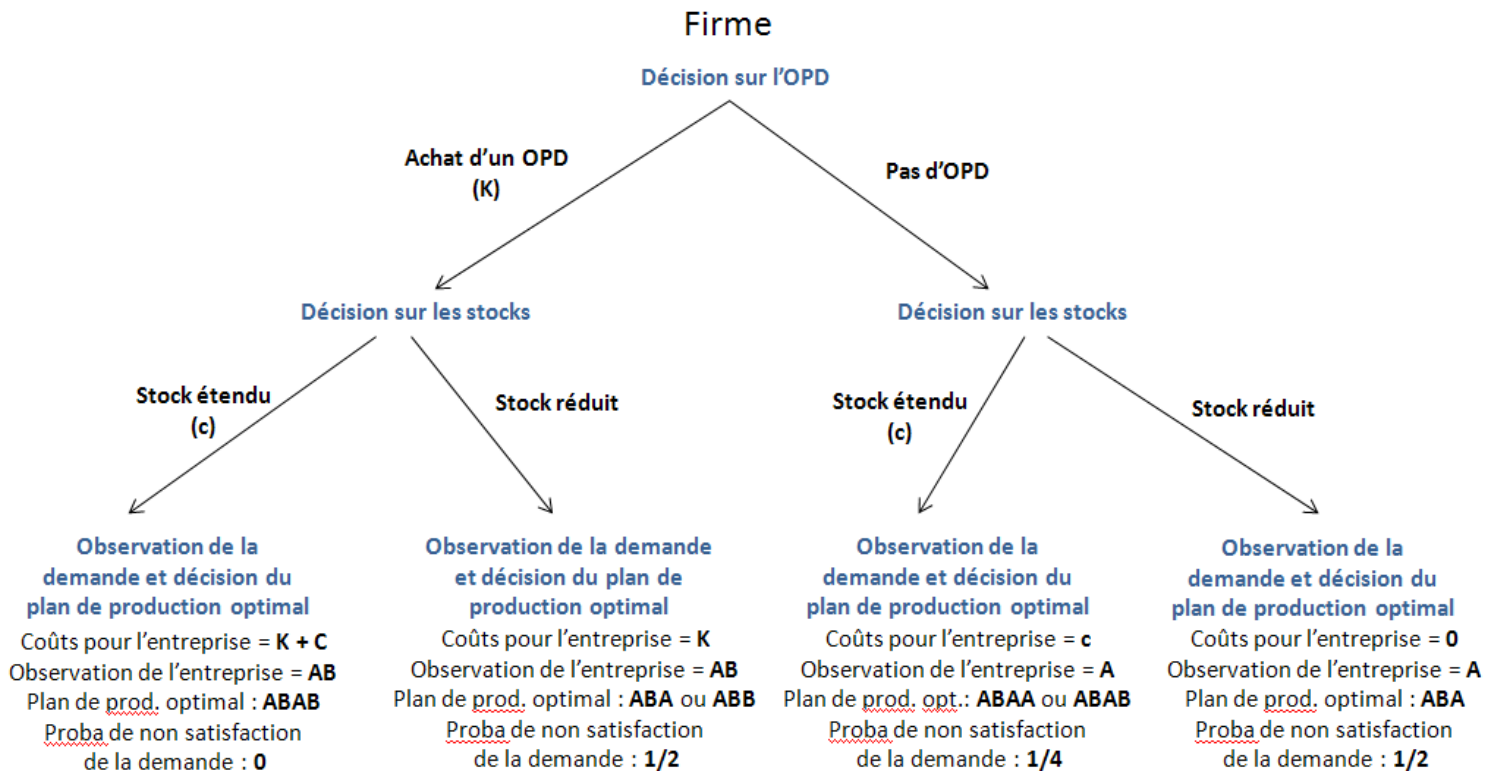 Firme
Décision sur l'OPD
Achat d'un OPD
(K)
Pas d'OPD
Décision sur les stocks
Décision sur les stocks
Stock étendu
(c)
Stock réduit
Stock étendu
(c)
Stock réduit
Observation de la
demande et décision du
plan de production optimal
Coûts pour l'entreprise = K + C
Observation de l'entreprise = AB
Plan de prod. optimal : ABAB
Proba de non satisfaction
de la demande : 0
Observation de la demande
et décision du plan de
production optimal
Coûts pour l'entreprise = K
Observation de l'entreprise = AB
Plan de prod. optimal : ABA ou ABB
Proba de non satisfaction
de la demande : 1/2
Observation de la
demande et décision du
plan de production optimal
Coûts pour l'entreprise = c
Observation de l'entreprise = A
Plan de prod. opt.: ABAA ou ABAB
Proba de non satisfaction
de la demande : 1/4
Observation de la
demande et décision du
plan de production optimal
Coûts pour l'entreprise = 0
Observation de l'entreprise = A
Plan de prod. optimal : ABA
Proba de non satisfaction
de la demande : 1/2